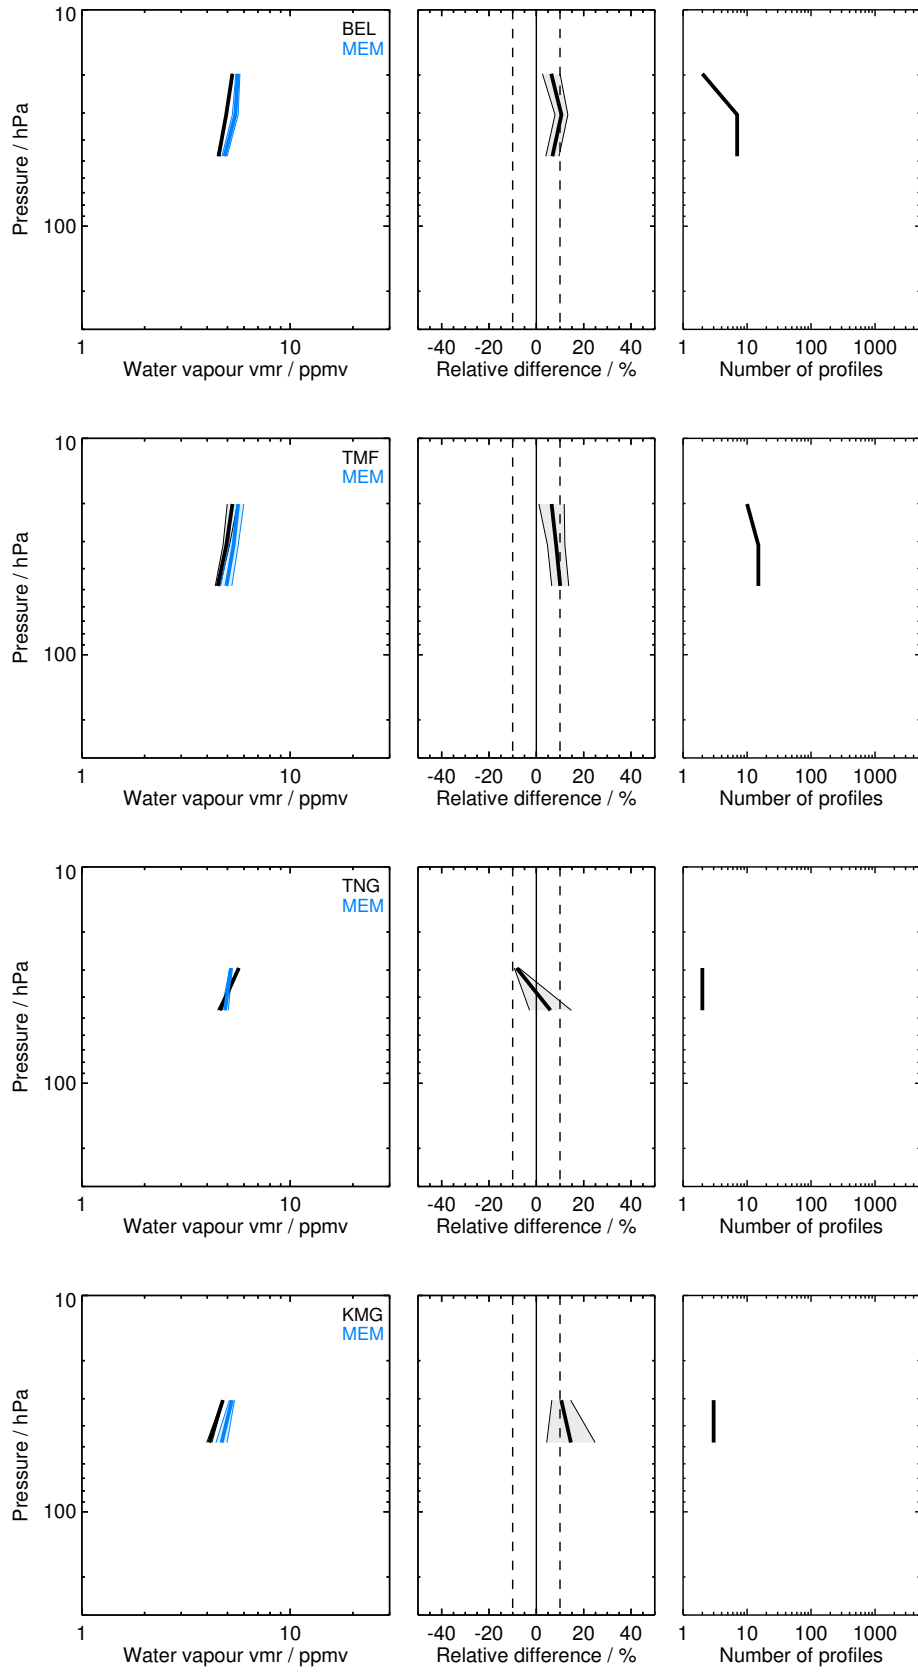 10
BEL
MEM
100
Pressure / hPa
1 10
-40 -20 0 20 40
1 10 100 1000
Water vapour vmr / ppmv
Relative difference / %
Number of profiles
10
TMF
MEM
100
Pressure / hPa
1 10
-40 -20 0 20 40
1 10 100 1000
Water vapour vmr / ppmv
Relative difference / %
Number of profiles
10
TNG
MEM
100
Pressure / hPa
1 10
-40 -20 0 20 40
1 10 100 1000
Water vapour vmr / ppmv
Relative difference / %
Number of profiles
10
KMG
MEM
100
Pressure / hPa
1 10
-40 -20 0 20 40
1 10 100 1000
Water vapour vmr / ppmv
Relative difference / %
Number of profiles